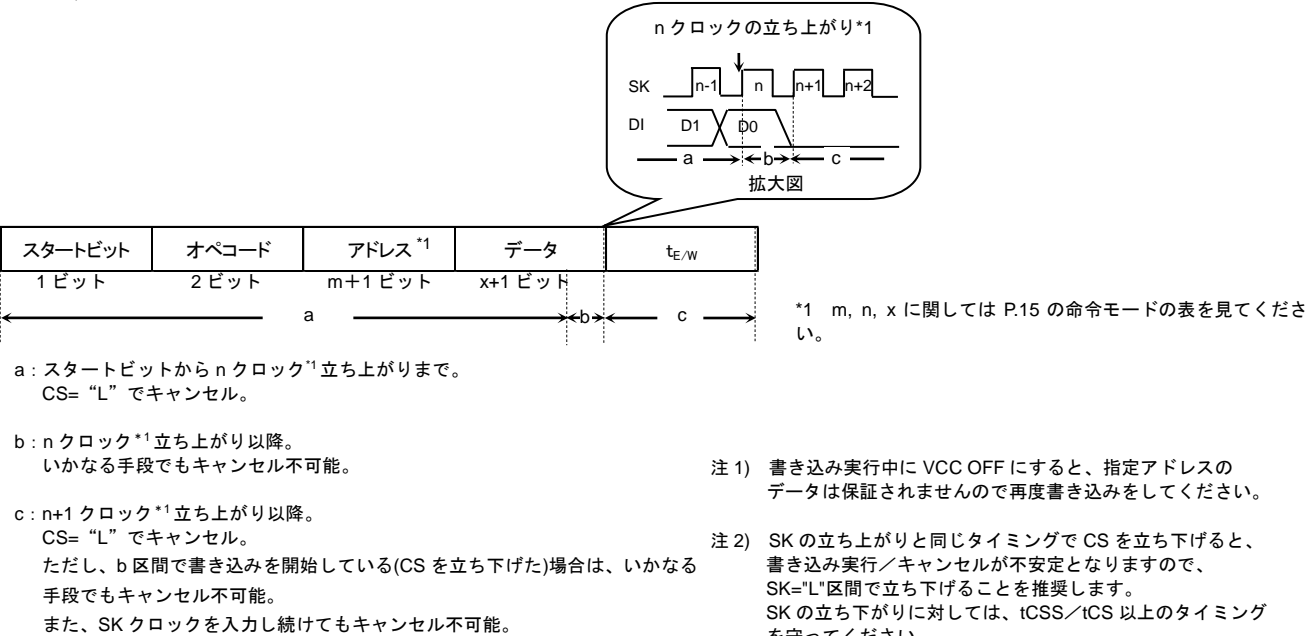 n クロックの立ち上がり*1
SK n-1 n n+1 n+2
DI D1 D0
a b c
拡大図
スタートビット オペコード アドレス *1 データ tE/W
1 ビット 2 ビット m＋1 ビット x+1 ビット
a b c
*1 m, n, x に関しては P.15 の命令モードの表を見てくださ
い。
a : スタートビットから n クロック*1 立ち上がりまで。
CS= “L” でキャンセル。
b : n クロック*1 立ち上がり以降。
いかなる手段でもキャンセル不可能。
c : n+1 クロック*1 立ち上がり以降。
CS= “L” でキャンセル。
ただし、b 区間で書き込みを開始している(CS を立ち下げた)場合は、いかなる
手段でもキャンセル不可能。
また、SK クロックを入力し続けてもキャンセル不可能。
注 1) 書き込み実行中に VCC OFF にすると、指定アドレスの
データは保証されませんので再度書き込みをしてください。
注 2) SK の立ち上がりと同じタイミングで CS を立ち下げると、
書き込み実行／キャンセルが不安定となりますので、
SK="L"区間で立ち下げることを推奨します。
SK の立ち下がりに対しては、tCSS／tCS 以上のタイミング
を守ってください